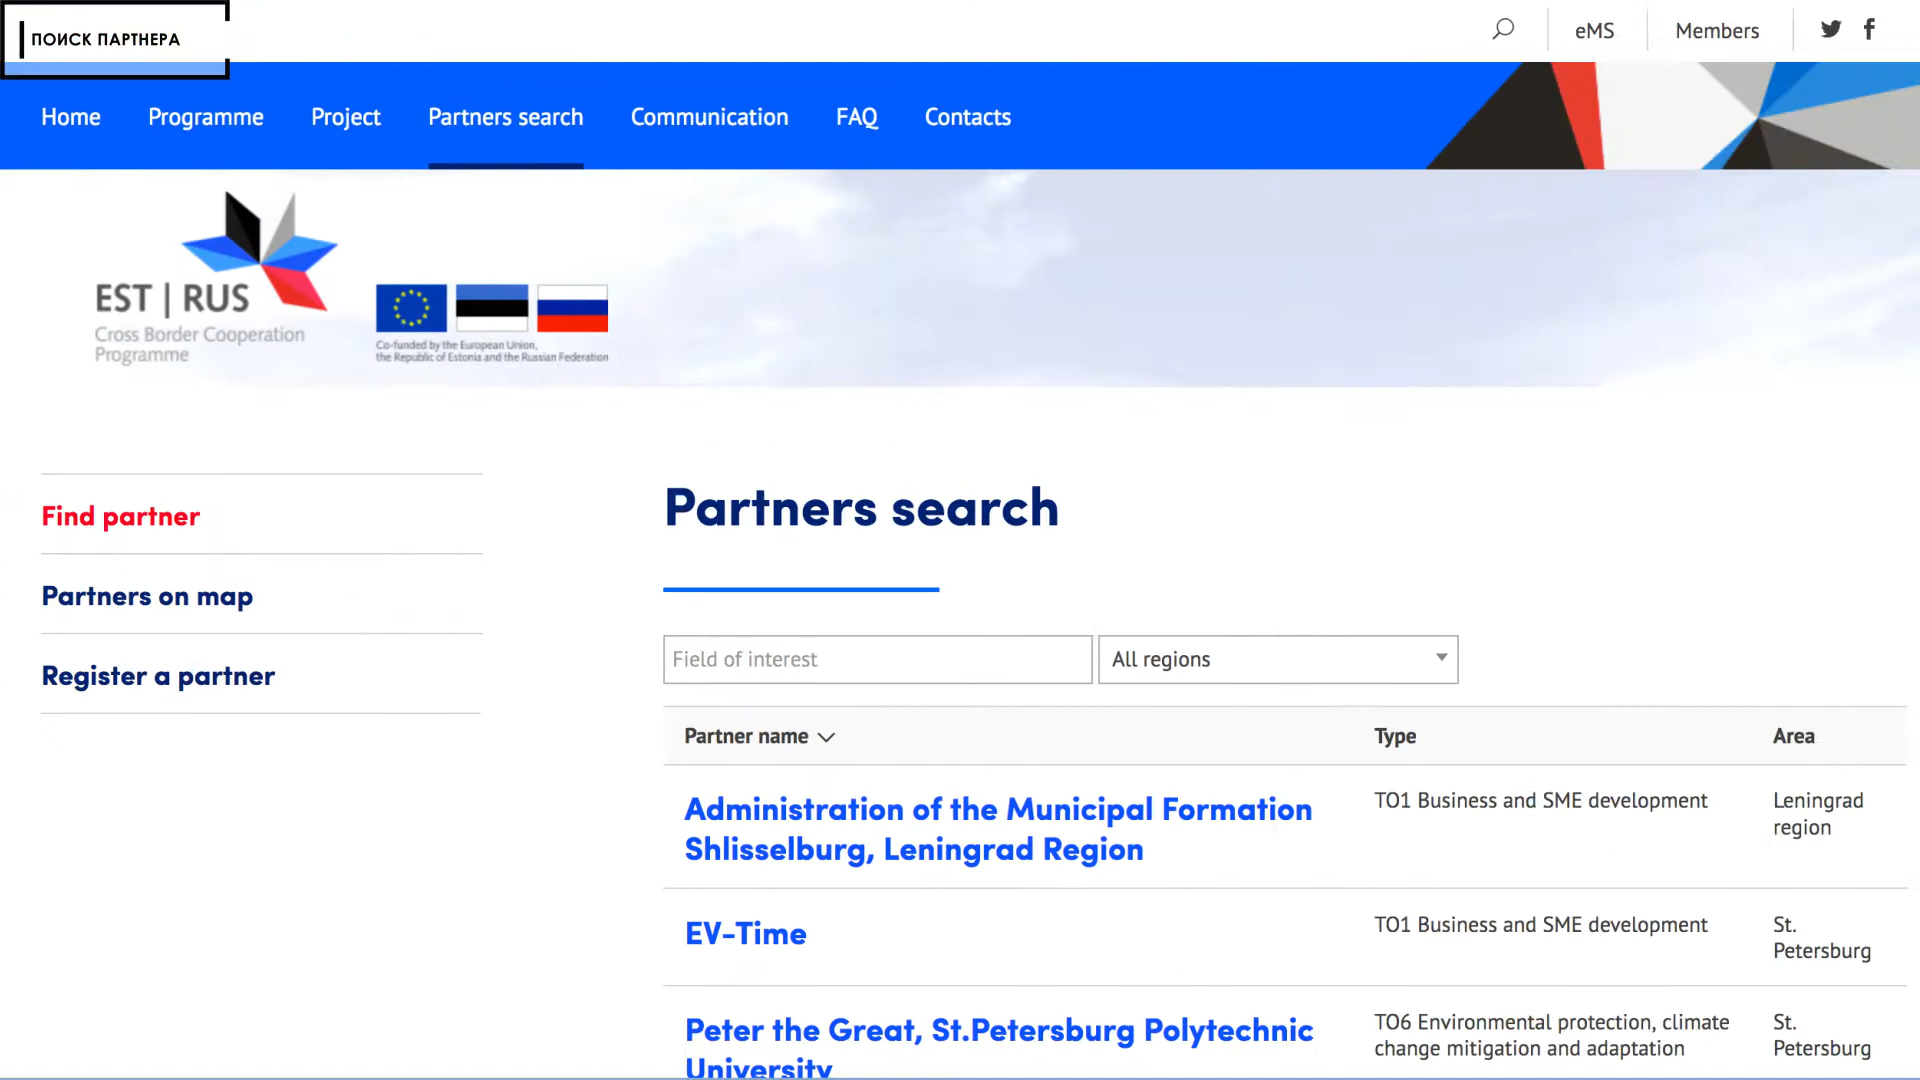 ПОИСК ПАРТНЕРА
eMS
Members
Home
Programme
Project
Partners search
Communication
FAQ
Contacts
EST | RUS
Cross Border Cooperation
Programme
Co-funded by the European Union,
the Republic of Estonia and the Russian Federation
Find partner
Partners on map
Register a partner
Partners search
Field of interest
All regions
Partner name
Type
Area
Administration of the Municipal Formation
Shlisselburg, Leningrad Region
TO1 Business and SME development
Leningrad
region
EV-Time
TO1 Business and SME development
St.
Petersburg
Peter the Great, St.Petersburg Polytechnic
University
TO6 Environmental protection, climate
change mitigation and adaptation
St.
Petersburg